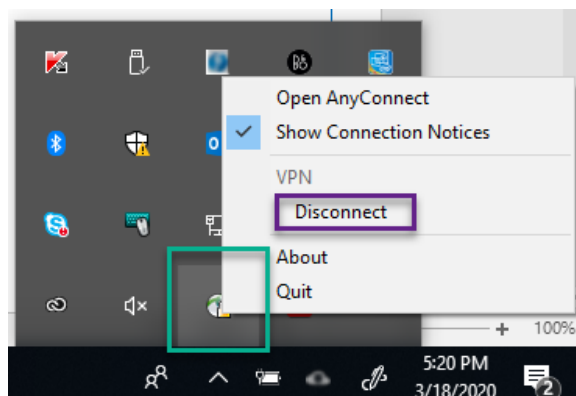 Open AnyConnect
Show Connection Notices
VPN
Disconnect
About
Quit
100%
5:20 PM
3/18/2020
2